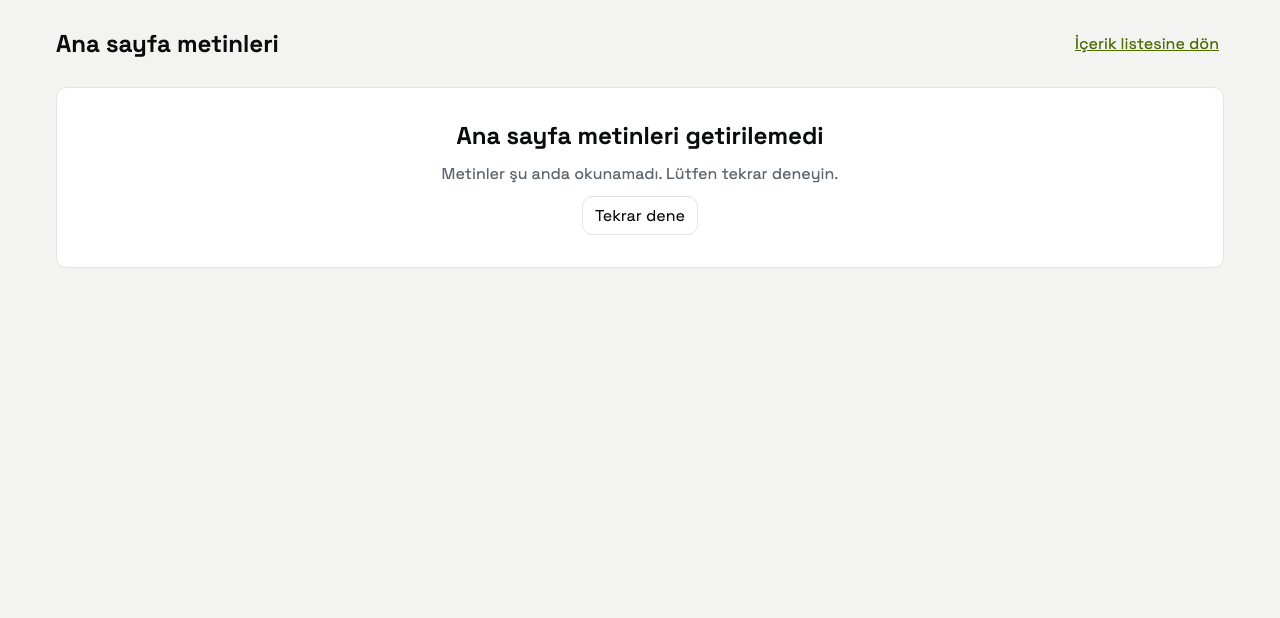 Ana sayfa metinleri
İçerik listesine dön
Ana sayfa metinleri getirilemedi
Metinler şu anda okunamadı. Lütfen tekrar deneyin.
Tekrar dene